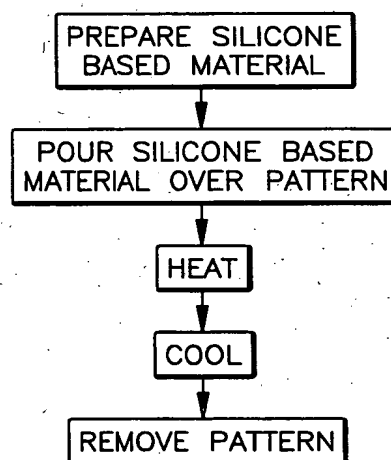 PREPARE SILICONE
BASED MATERIAL
POUR SILICONE BASED
MATERIAL OVER PATTERN
HEAT
COOL
REMOVE PATTERN